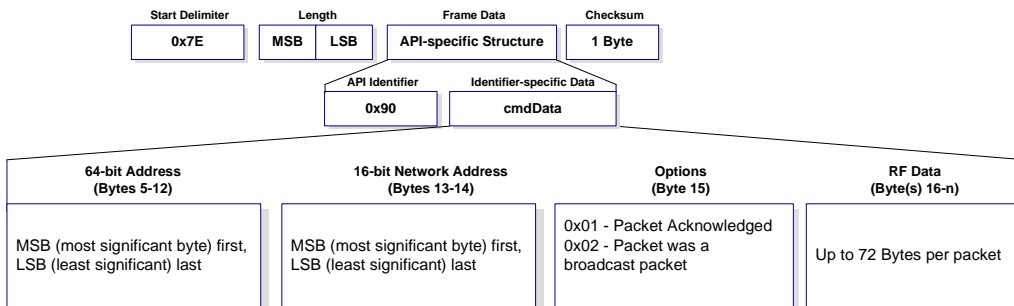 Start Delimiter
Length
Frame Data
Checksum
0x7E
MSB
LSB
API-specific Structure
1 Byte
API Identifier
Identifier-specific Data
0x90
cmdData
64-bit Address
(Bytes 5-12)
16-bit Network Address
(Bytes 13-14)
Options
(Byte 15)
RF Data
(Byte(s) 16-n)
MSB (most significant byte) first,
LSB (least significant) last
MSB (most significant byte) first,
LSB (least significant) last
0x01 - Packet Acknowledged
0x02 - Packet was a
broadcast packet
Up to 72 Bytes per packet